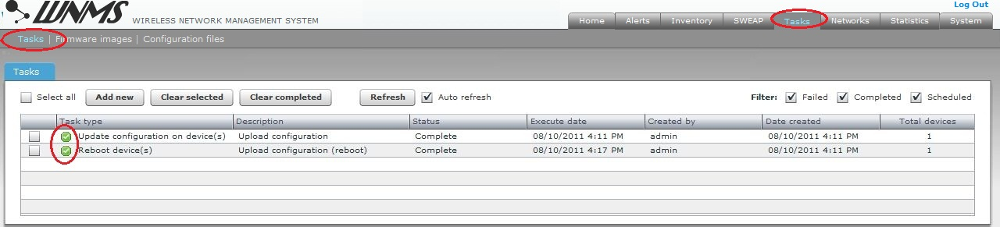 Log Out
WNMS WIRELESS NETWORK MANAGEMENT SYSTEM
Home Alerts Inventory SWEAP Tasks Networks Statistics System
Tasks | Firmware images | Configuration files
Tasks
Select all Add new Clear selected Clear completed Refresh Auto refresh Filter: Failed Completed Scheduled
Task type Description Status Execute date Created by Date created Total devices
Update configuration on device(s) Upload configuration Complete 08/10/2011 4:11 PM admin 08/10/2011 4:11 PM 1
Reboot device(s) Upload configuration (reboot) Complete 08/10/2011 4:17 PM admin 08/10/2011 4:11 PM 1